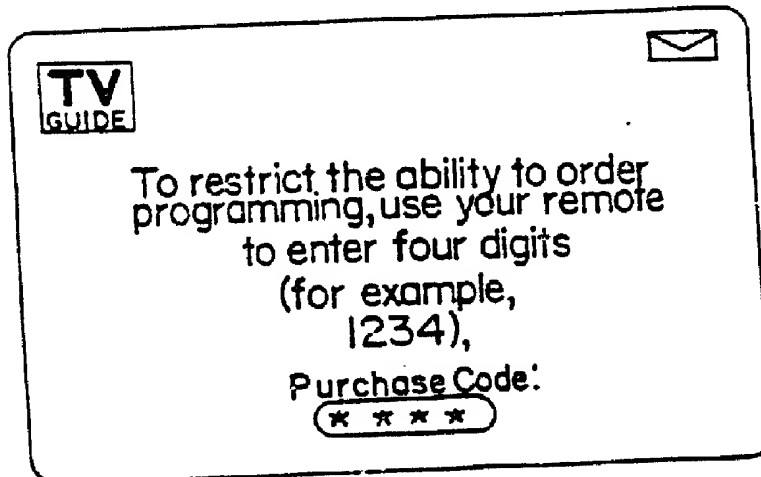 TV
GUIDE
To restrict the ability to order
programming, use your remote
to enter four digits
(for example,
1234),
Purchase Code:
* * * *